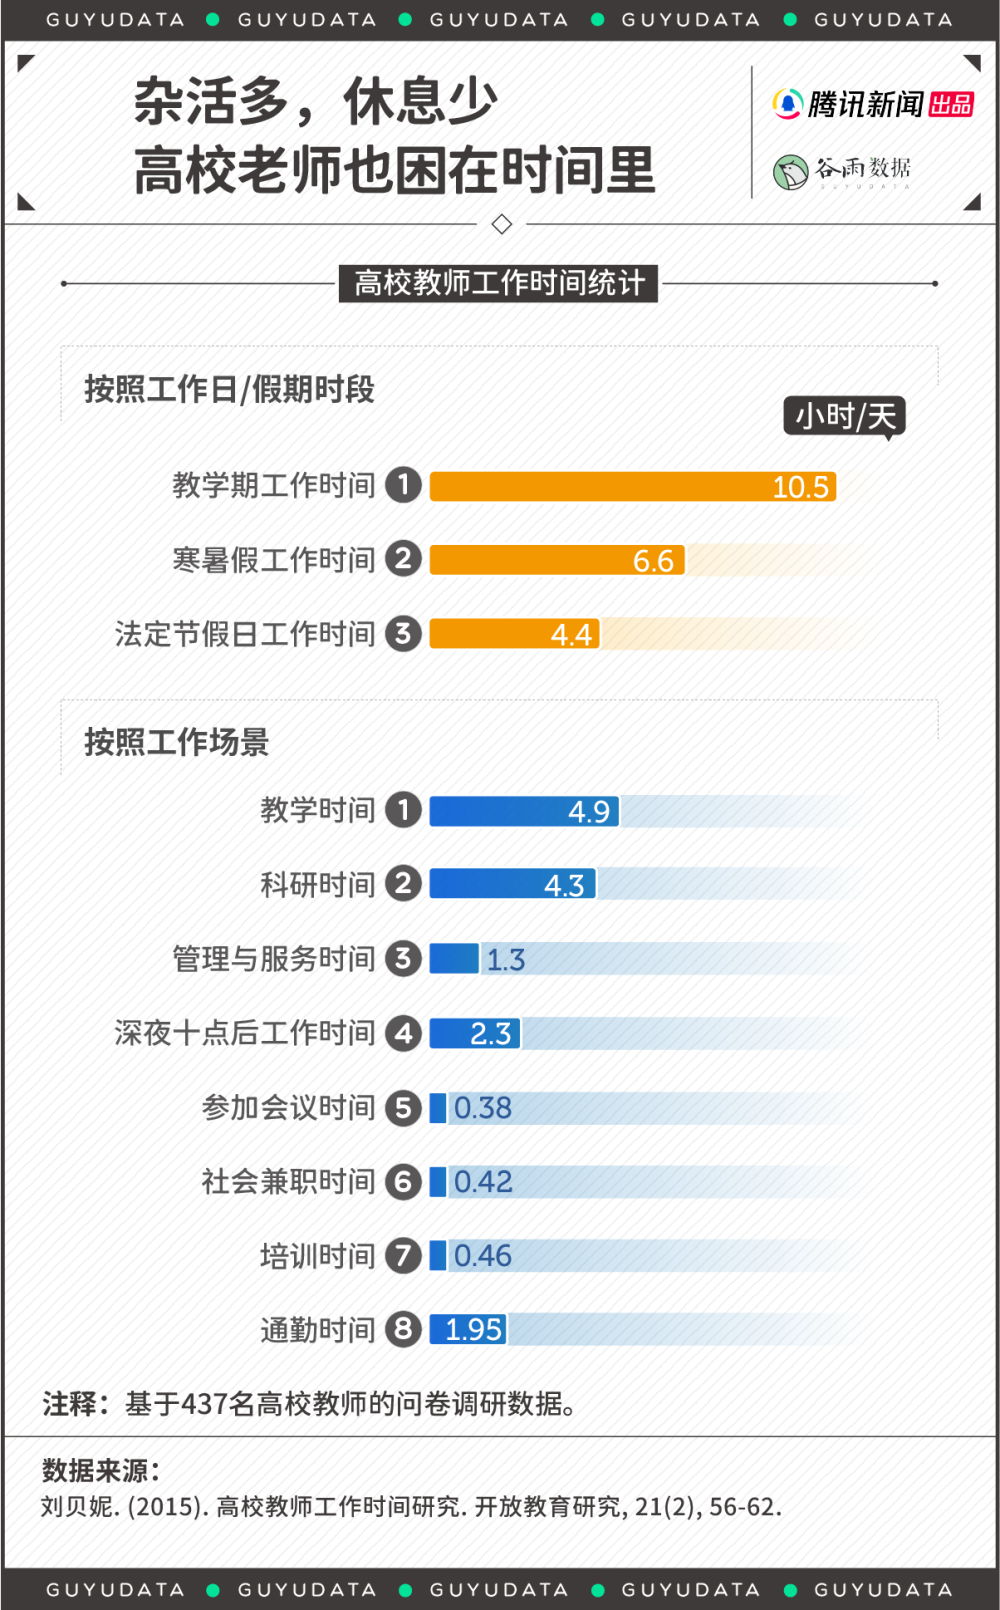 GUYUDATA GUYUDATA GUYUDATA GUYUDATA GUYUDATA
杂活多，休息少
高校老师也困在时间里
腾讯新闻 出品
谷雨数据
GUYUDATA
高校教师工作时间统计
按照工作日/假期时段
小时/天
教学期工作时间 1 10.5
寒暑假工作时间 2 6.6
法定节假日工作时间 3 4.4
按照工作场景
教学时间 1 4.9
科研时间 2 4.3
管理与服务时间 3 1.3
深夜十点后工作时间 4 2.3
参加会议时间 5 0.38
社会兼职时间 6 0.42
培训时间 7 0.46
通勤时间 8 1.95
注释：基于437名高校教师的问卷调研数据。
数据来源：
刘贝妮. (2015). 高校教师工作时间研究. 开放教育研究, 21(2), 56-62.
GUYUDATA GUYUDATA GUYUDATA GUYUDATA GUYUDATA